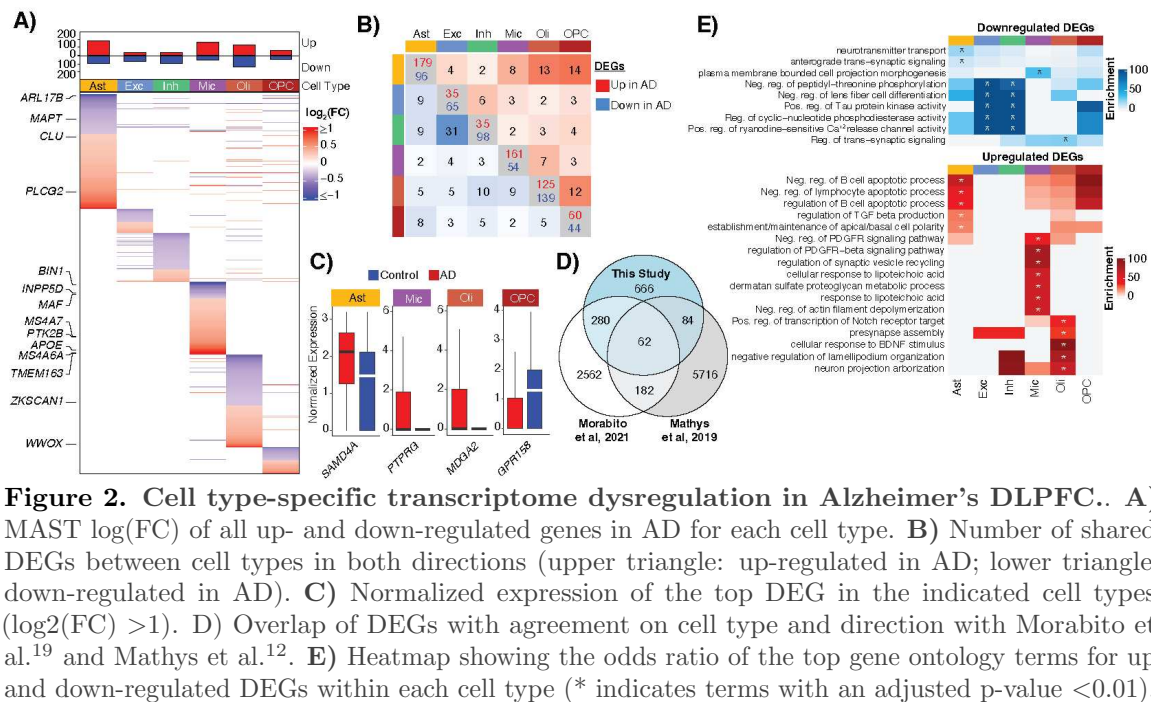 A)
200
100
0
100
200
Up
Down
Ast Exc Inh Mic Oli OPC Cell Type
ARL17B
MAPT
CLU
PLCG2
BIN1
INPP5D
MAF
MS4A7
PTK2B
APOE
MS4A6A
TMEM163
ZKSCAN1
WWOX
log2(FC)
≥1
0.5
0
-0.5
≤-1
B)
Ast Exc Inh Mic Oli OPC
179 96 4 2 8 13 14
9 35 65 6 3 2 3
9 31 35 98 2 3 4
2 4 3 161 54 7 3
5 5 10 9 125 139 12
8 3 5 2 5 60 44
DEGs
Up in AD
Down in AD
C)
Control AD
Ast Mic Oli OPC
Normalized Expression
3
2
1
0
6
4
2
0
6
4
2
0
3
2
1
0
SAMD4A
PTPRG
MDGA2
GPR158
D)
This Study
666
280 84
62
2562 182 5716
Morabito et al, 2021
Mathys et al, 2019
E)
Downregulated DEGs
neurotransmitter transport *
anterograde trans-synaptic signaling *
plasma membrane bounded cell projection morphogenesis *
Neg. reg. of peptidyl-threonine phosphorylation * *
Neg. reg. of lens fiber cell differentiation * *
Pos. reg. of Tau protein kinase activity * *
Reg. of cyclic-nucleotide phosphodiesterase activity * *
Pos. reg. of ryanodine-sensitive Ca+2 release channel activity * *
Reg. of trans-synaptic signaling *
Enrichment
100
50
0
Upregulated DEGs
Neg. reg. of B cell apoptotic process *
Neg. reg. of lymphocyte apoptotic process *
regulation of B cell apoptotic process *
regulation of TGF beta production *
establishment/maintenance of apical/basal cell polarity *
Neg. reg. of PDGFR signaling pathway *
regulation of PDGFR-beta signaling pathway *
regulation of synaptic vesicle recycling *
cellular response to lipoteichoic acid *
dermatan sulfate proteoglycan metabolic process *
response to lipoteichoic acid *
Neg. reg. of actin filament depolymerization *
Pos. reg. of transcription of Notch receptor target *
presynapse assembly *
cellular response to BDNF stimulus *
negative regulation of lamellipodium organization *
neuron projection arborization *
Enrichment
100
50
0
Ast Exc Inh Mic Oli OPC
Figure 2. Cell type-specific transcriptome dysregulation in Alzheimer's DLPFC.. A)
MAST log(FC) of all up- and down-regulated genes in AD for each cell type. B) Number of shared
DEGs between cell types in both directions (upper triangle: up-regulated in AD; lower triangle
down-regulated in AD). C) Normalized expression of the top DEG in the indicated cell types
(log2(FC) >1). D) Overlap of DEGs with agreement on cell type and direction with Morabito et
al.19 and Mathys et al.12. E) Heatmap showing the odds ratio of the top gene ontology terms for up
and down-regulated DEGs within each cell type (* indicates terms with an adjusted p-value <0.01)